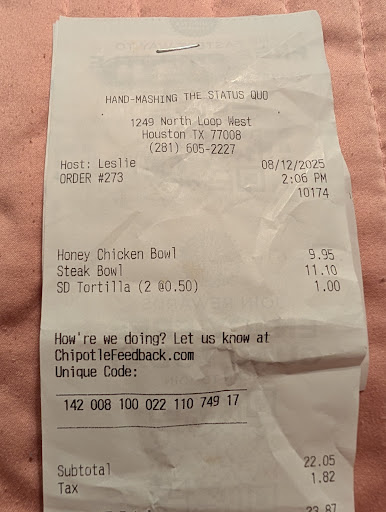 HAND-MASHING THE STATUS QUO
1249 North Loop West
Houston TX 77008
(281) 605-2227
Host: Leslie 08/12/2025
ORDER #273 2:06 PM
10174
Honey Chicken Bowl 9.95
Steak Bowl 11.10
SD Tortilla (2 @0.50) 1.00
How're we doing? Let us know at
ChipotleFeedback.com
Unique Code:
142 008 100 022 110 749 17
Subtotal 22.05
Tax 1.82
23.87